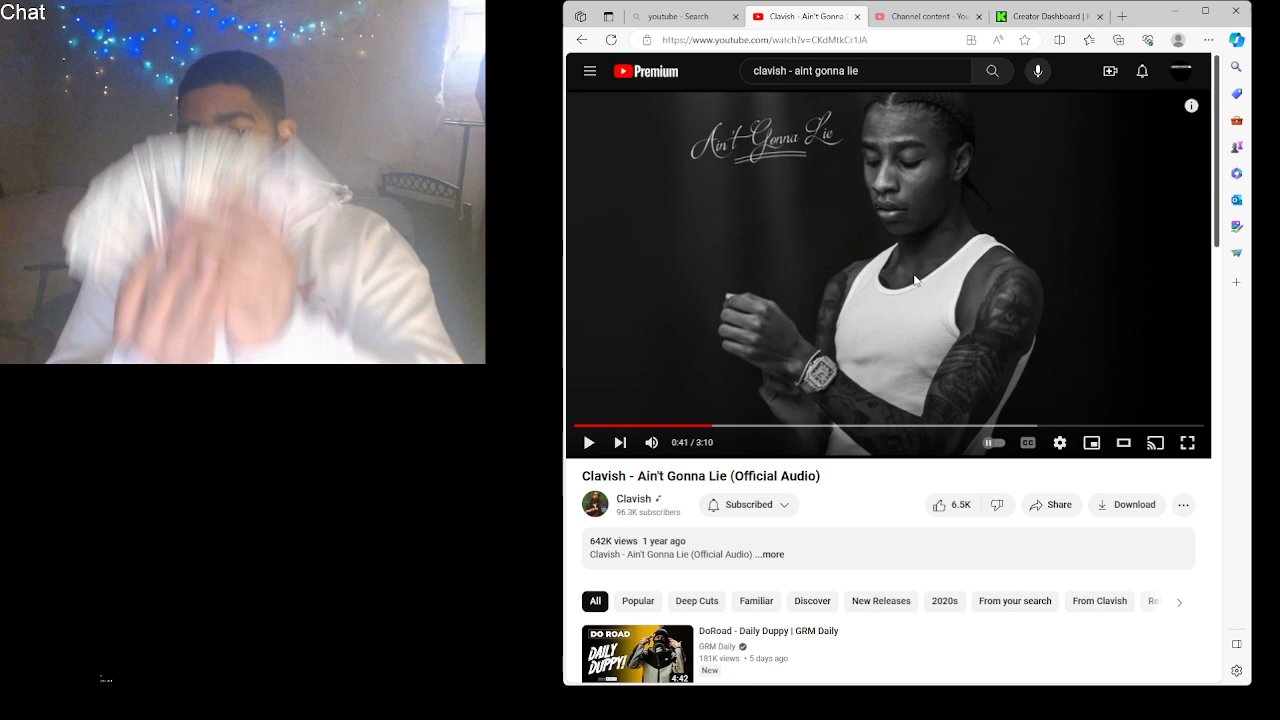 Chat
youtube - Search
Clavish - Ain't Gonna L
Channel content - You
Creator Dashboard | K
https://www.youtube.com/watch?v=CKdMtkCr1JA
Premium
clavish - aint gonna lie
Ain't Gonna Lie
0:41 / 3:10
CC
Clavish - Ain't Gonna Lie (Official Audio)
Clavish
96.3K subscribers
Subscribed
6.5K
Share
Download
642K views 1 year ago
Clavish - Ain't Gonna Lie (Official Audio) ...more
All
Popular
Deep Cuts
Familiar
Discover
New Releases
2020s
From your search
From Clavish
Re
DO ROAD
DAILY
DUPPY!
4:42
DoRoad - Daily Duppy | GRM Daily
GRM Daily
181K views • 5 days ago
New